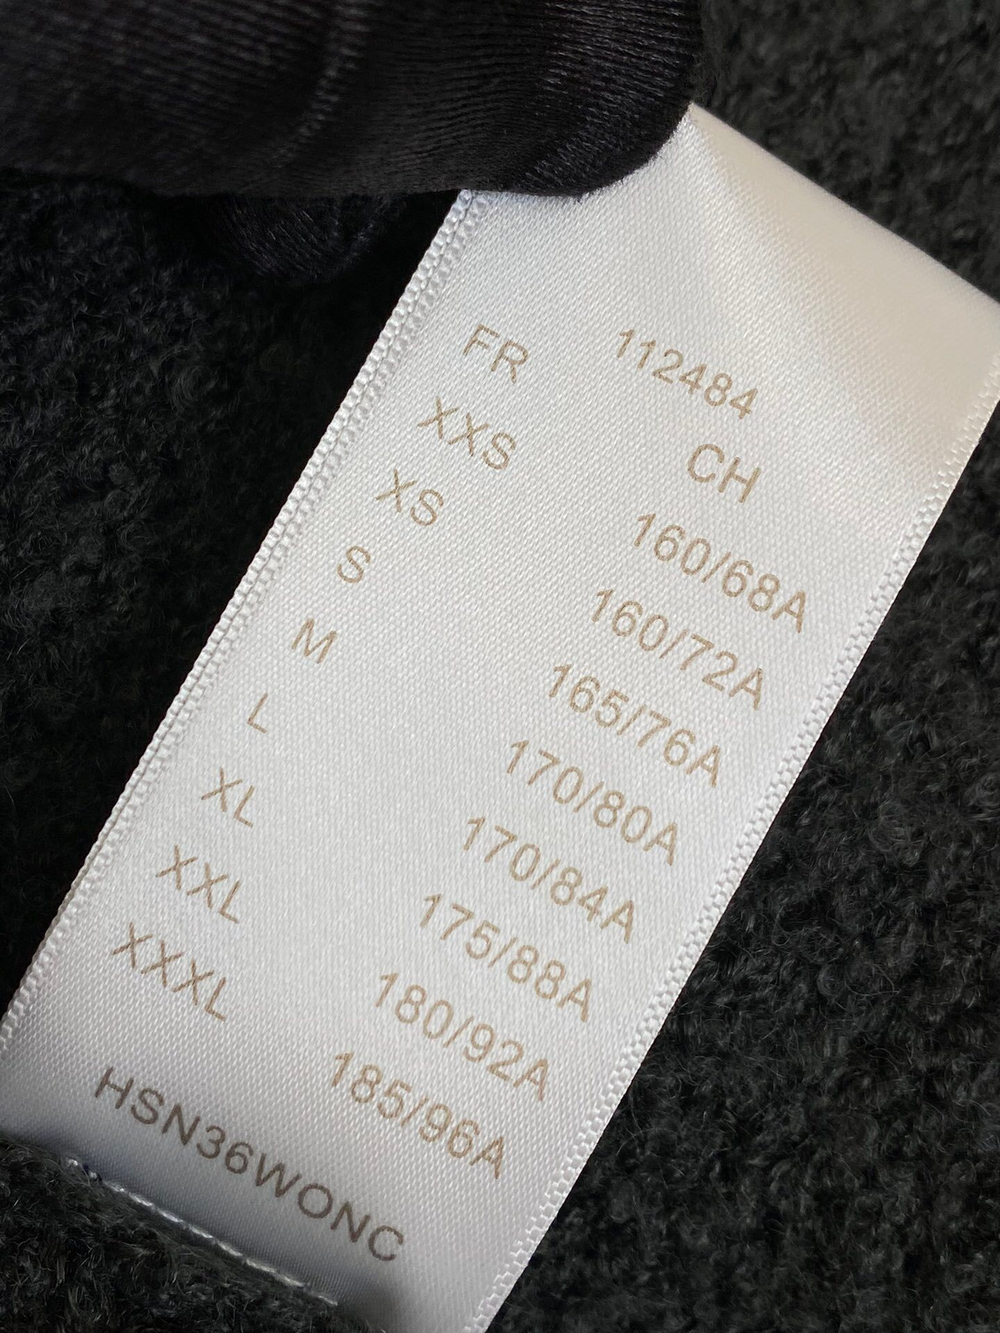 112484
FR CH
XXS 160/68A
XS 160/72A
S 165/76A
M 170/80A
L 170/84A
XL 175/88A
XXL 180/92A
XXXL 185/96A
HSN36WONC